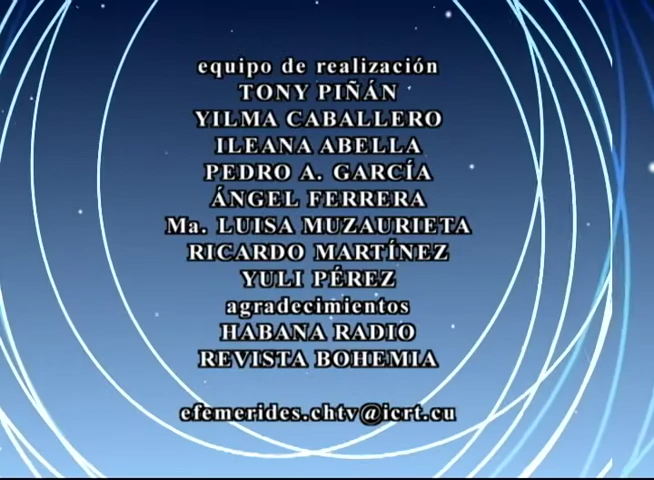 equipo de realización
TONY PIÑÁN
YILMA CABALLERO
ILEANA ABELLA
PEDRO A. GARCÍA
ÁNGEL FERRERA
Ma. LUISA MUZAURIETA
RICARDO MARTÍNEZ
YULI PÉREZ
agradecimientos
HABANA RADIO
REVISTA BOHEMIA
efemerides.chtv@icrt.cu